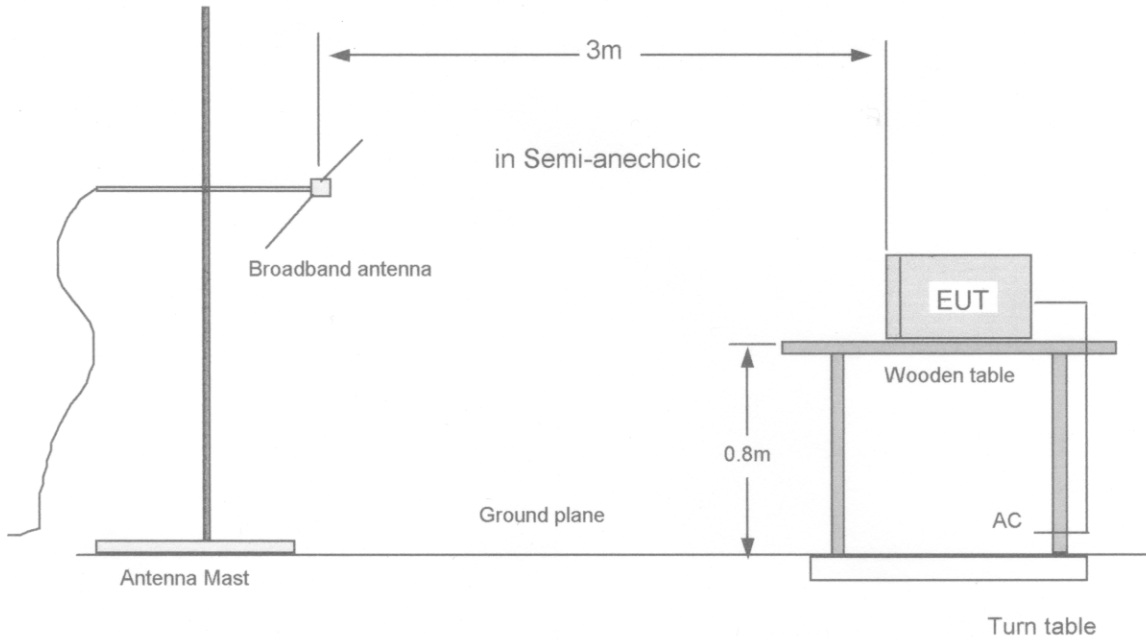 3m
in Semi-anechoic
Broadband antenna
EUT
Wooden table
0.8m
Ground plane
AC
Antenna Mast
Turn table